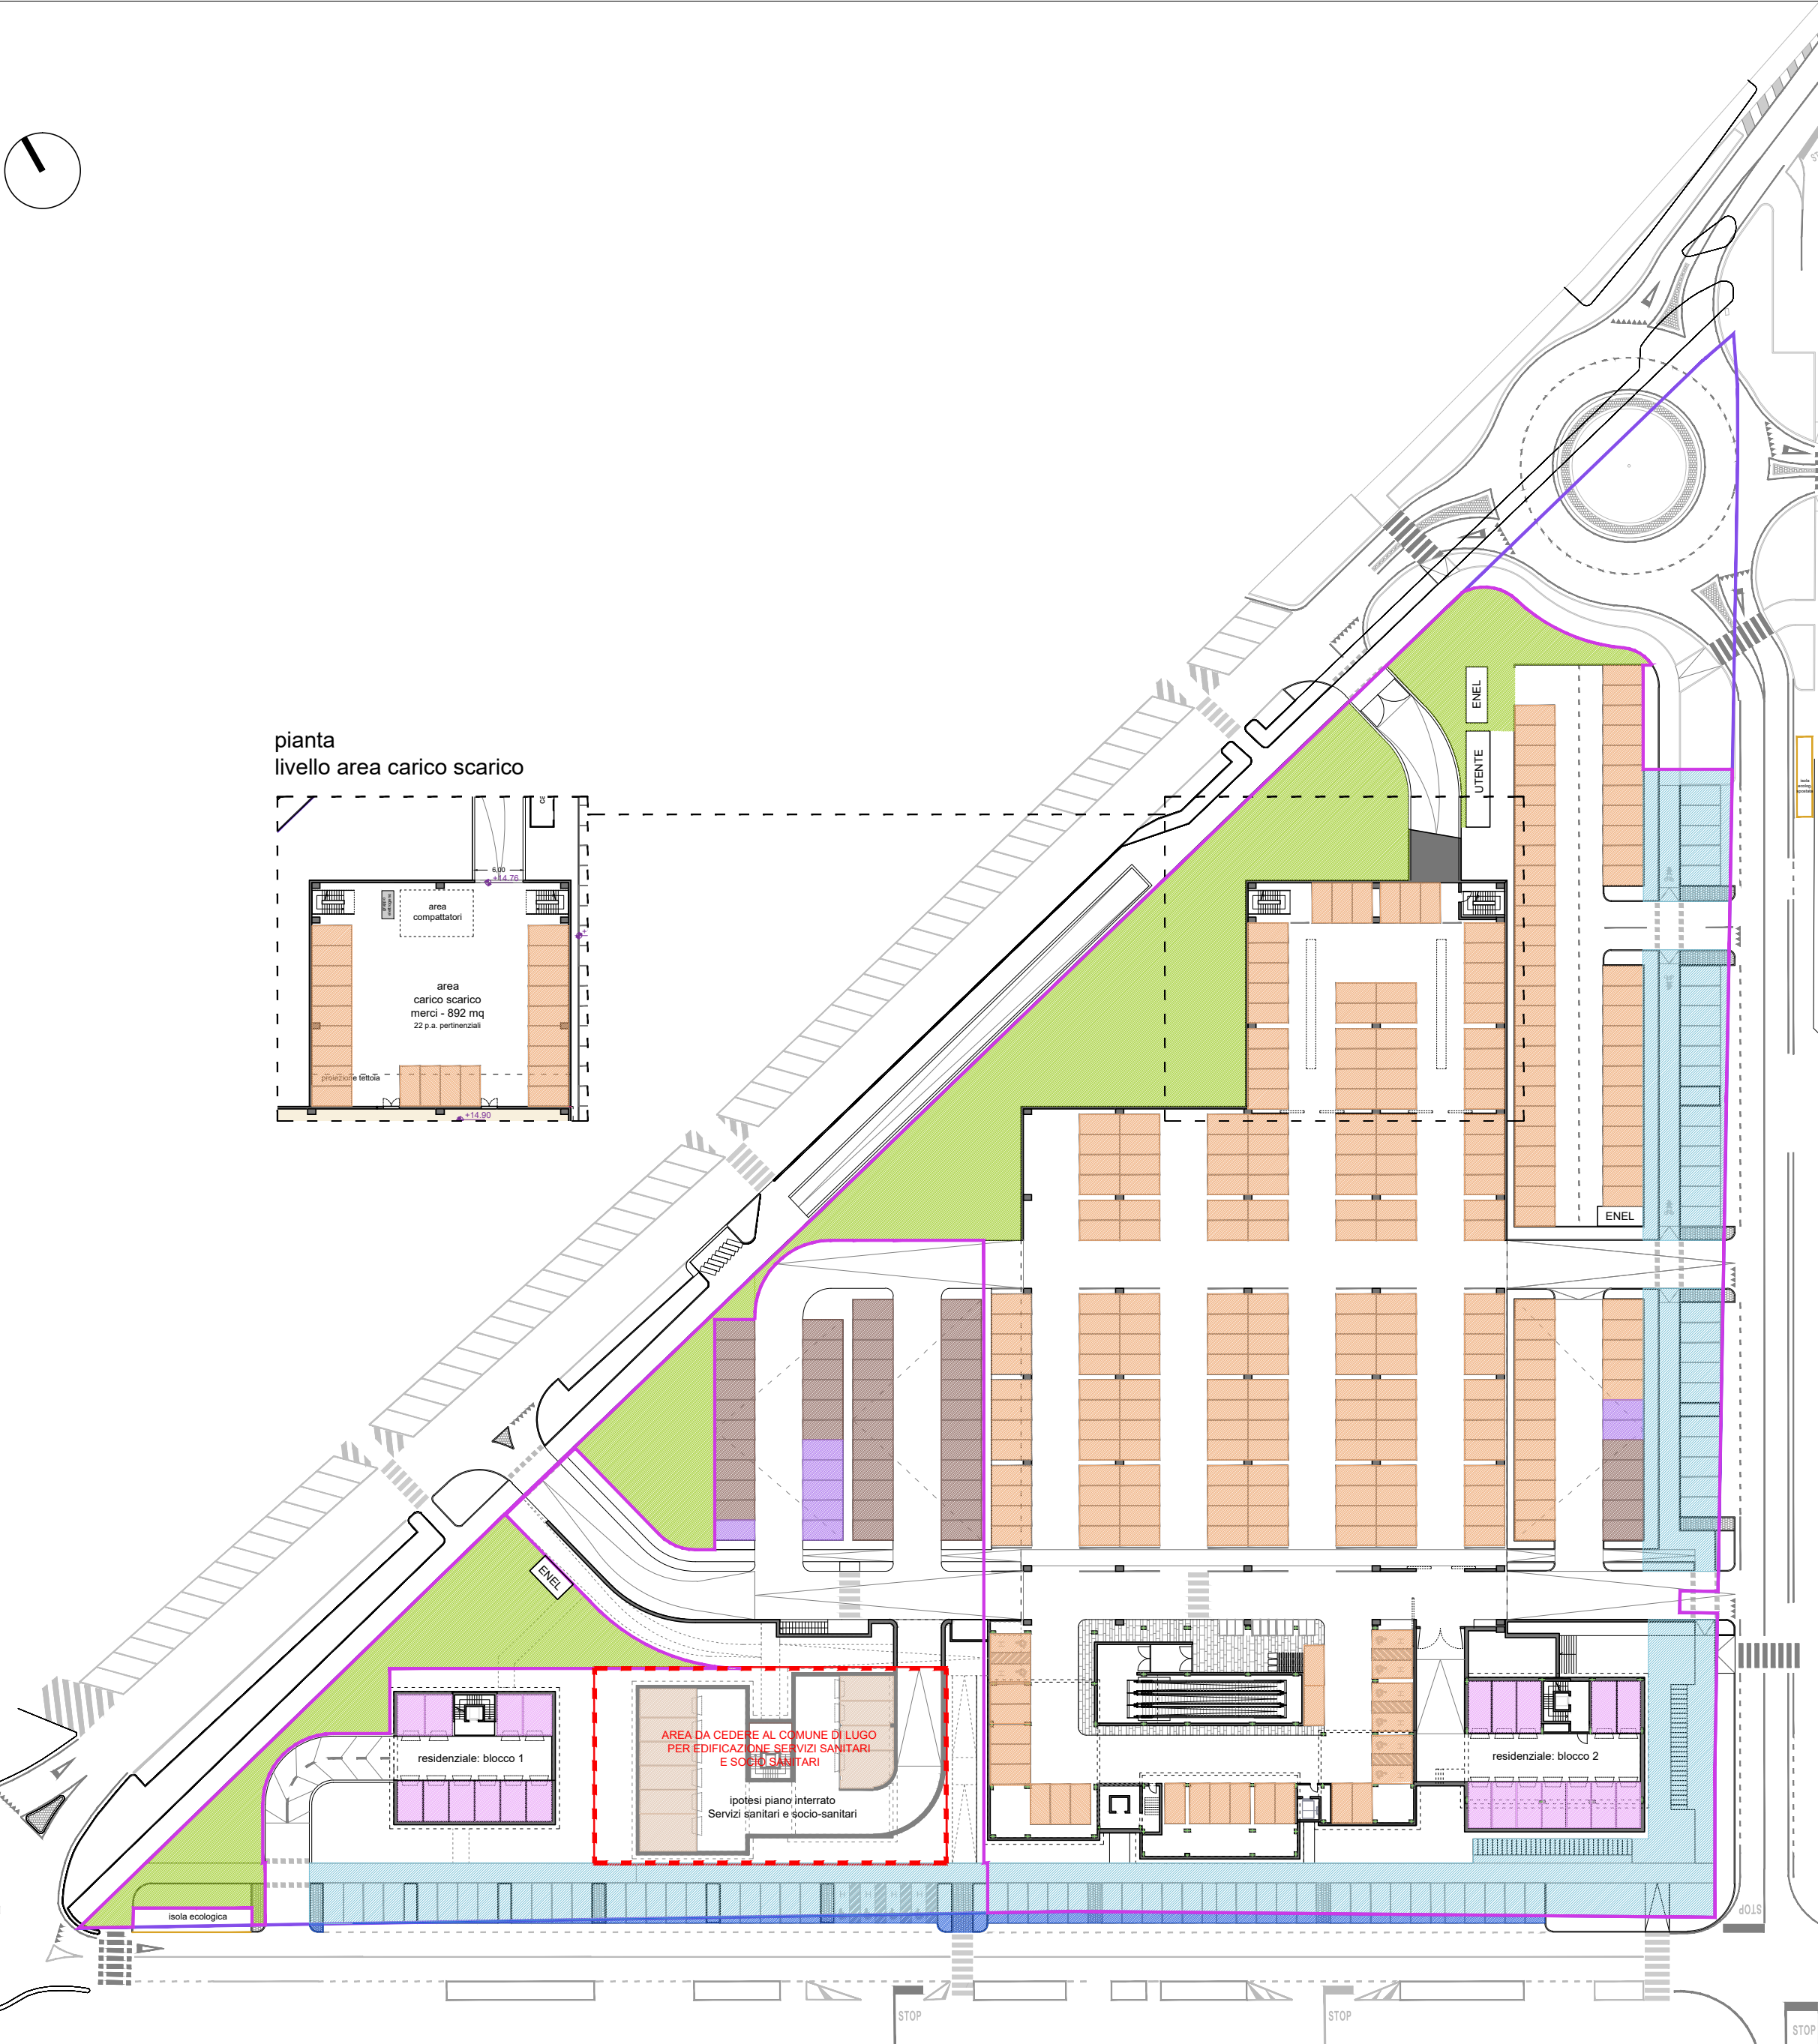 pianta
livello area carico scarico
6,00
+14.76
area
compattatori
area
carico scarico
merci - 892 mq
22 p.a. pertinenziali
proiezione tettoia
+14.90
ENEL
UTENTE
ENEL
ENEL
residenziale: blocco 1
AREA DA CEDERE AL COMUNE DI LUGO
PER EDIFICAZIONE SERVIZI SANITARI
E SOCIO SANITARI
ipotesi piano interrato
Servizi sanitari e socio-sanitari
residenziale: blocco 2
isola ecologica
STOP
STOP
STOP
STOP